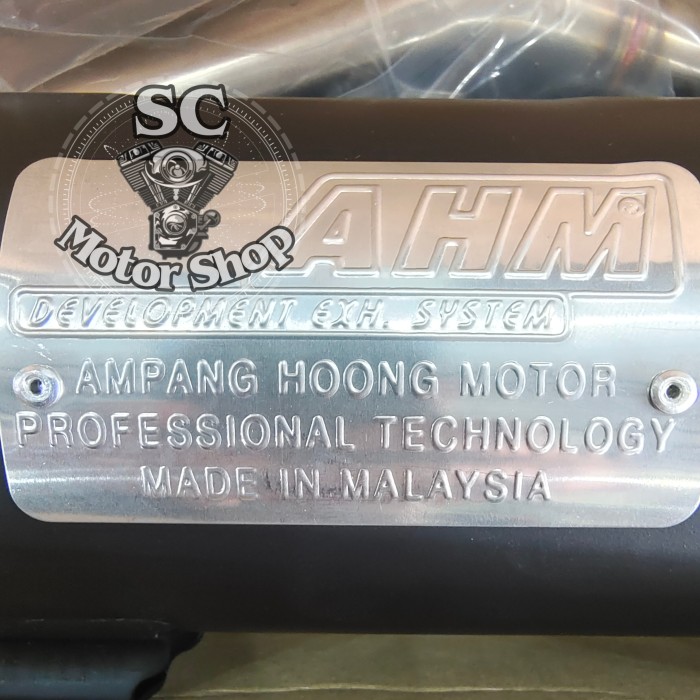 SC
Motor Shop
AHM®
DEVELOPMENT EXH. SYSTEM
AMPANG HOONG MOTOR
PROFESSIONAL TECHNOLOGY
MADE IN MALAYSIA